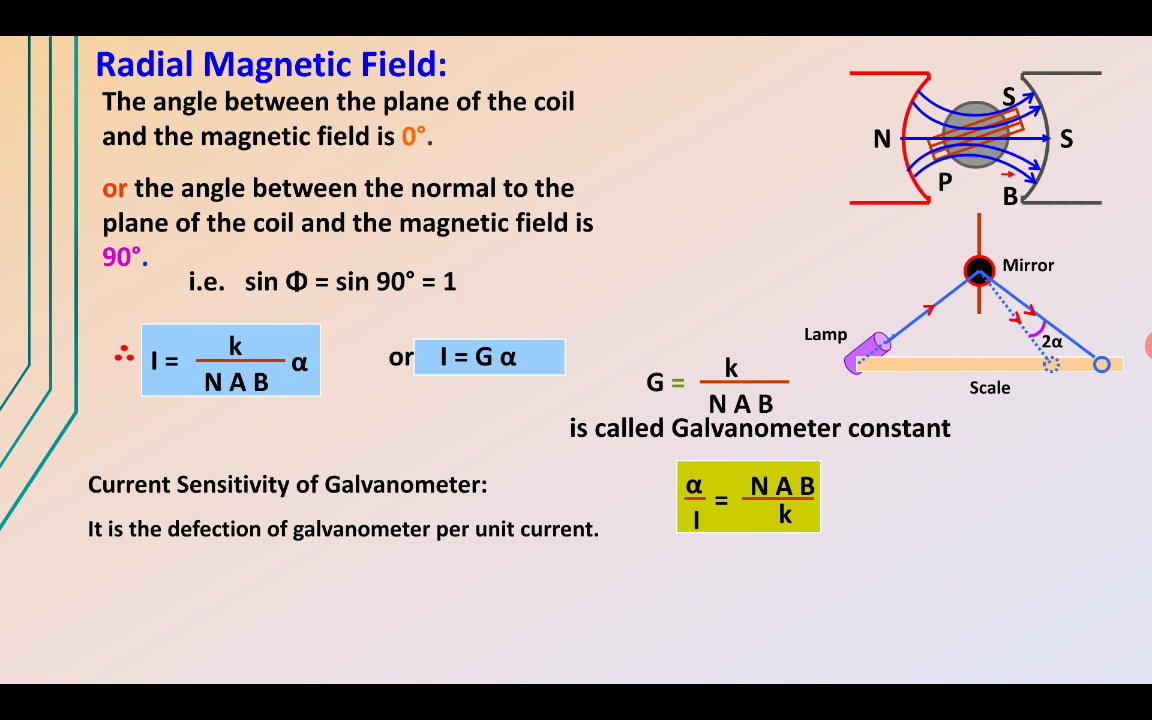 Radial Magnetic Field:
The angle between the plane of the coil
and the magnetic field is 0°.
or the angle between the normal to the
plane of the coil and the magnetic field is
90°.
i.e. sin Φ = sin 90° = 1
∴ I = k / N A B α or I = G α
G = k / N A B
is called Galvanometer constant
Current Sensitivity of Galvanometer:
It is the defection of galvanometer per unit current.
α / I = N A B / k
S
N
S
P
B
Mirror
Lamp
2α
Scale